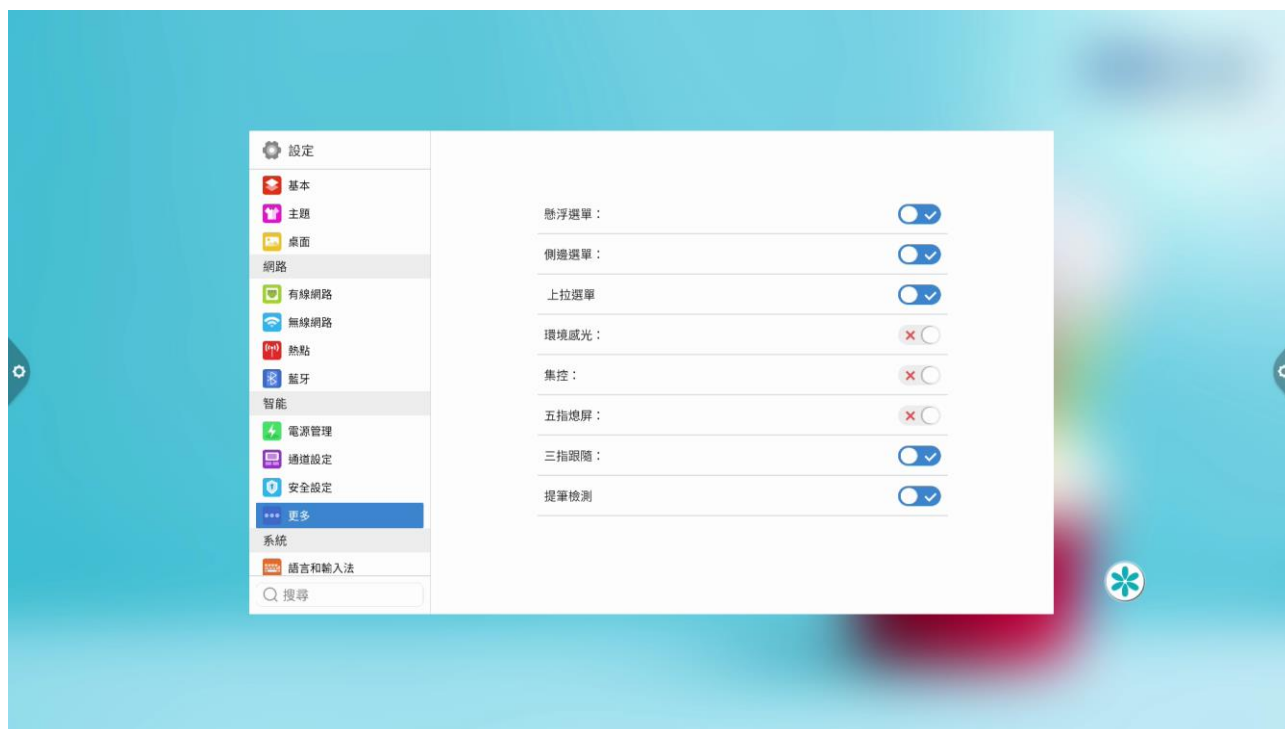 設定
基本
主題
桌面
網路
有線網路
無線網路
熱點
藍牙
智能
電源管理
通道設定
安全設定
更多
系統
語言和輸入法
搜尋
懸浮選單：
側邊選單：
上拉選單
環境感光：
集控：
五指熄屏：
三指跟隨：
提筆檢測